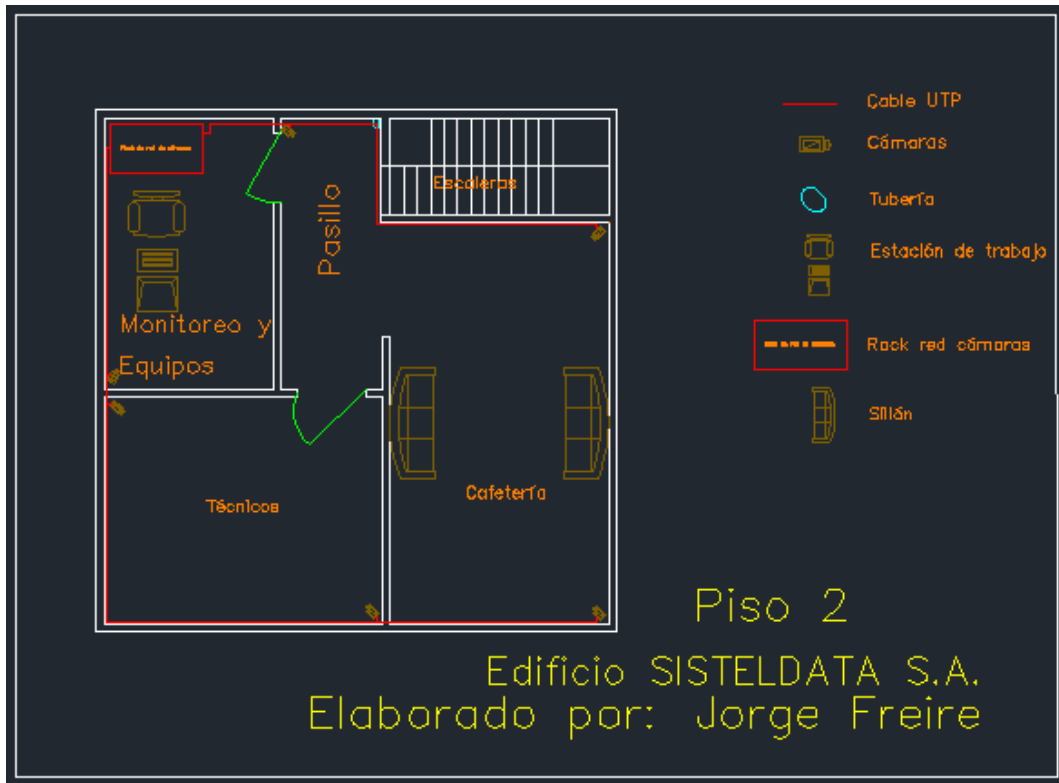 Cable UTP
Cámaras
Tubería
Estación de trabajo
Rack red cámaras
Sillón
Escaleras
Pasillo
Monitoreo y
Equipos
Técnicos
Cafetería
Piso 2
Edificio SISTELDATA S.A.
Elaborado por: Jorge Freire